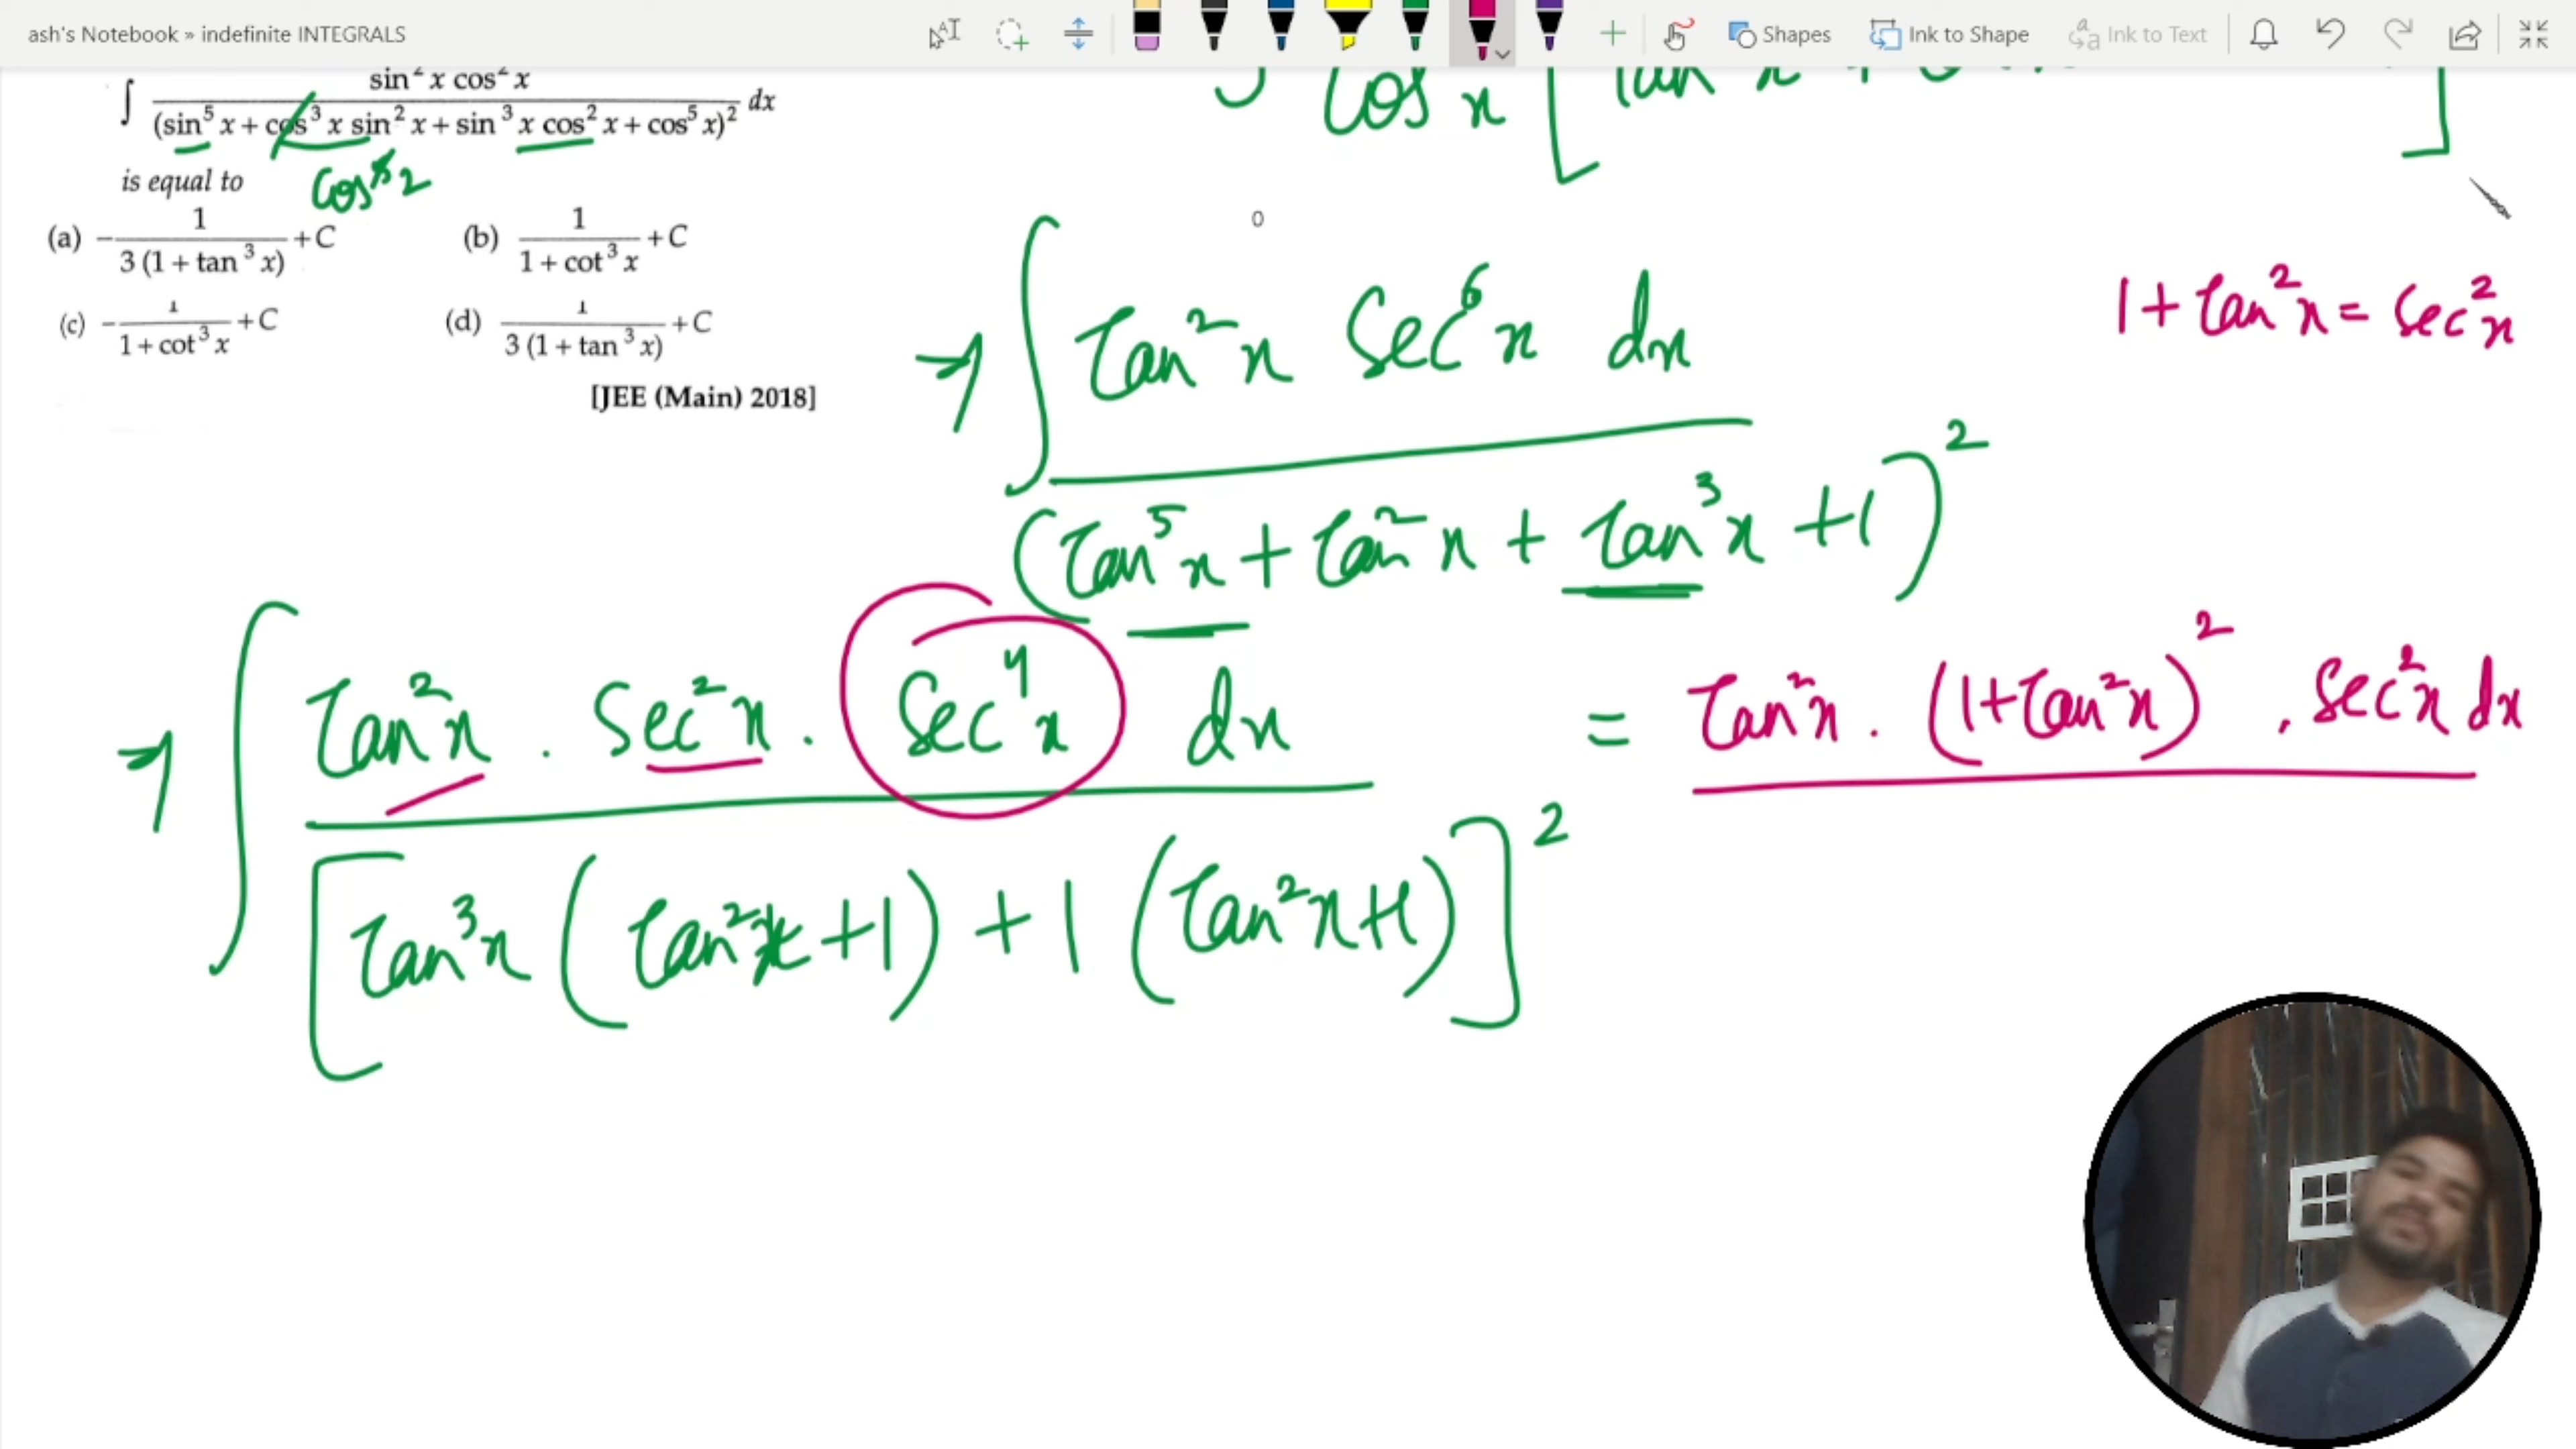 ash's Notebook » indefinite INTEGRALS
Shapes Ink to Shape Ink to Text
∫ sin² x cos² x / (sin⁵ x + cos³ x sin² x + sin³ x cos² x + cos⁵ x)² dx
is equal to
(a) −1 / 3 (1 + tan³ x) + C (b) 1 / 1 + cot³ x + C
(c) −1 / 1 + cot³ x + C (d) 1 / 3 (1 + tan³ x) + C
[JEE (Main) 2018]
cos x [tan x +
1 + tan²x = sec²x
∫ tan²x sec⁶x dx / (tan⁵x + tan²x + tan³x + 1)²
∫ tan²x . sec²x . sec⁴x dx / [tan³x (tan²x + 1) + 1 (tan²x + 1)]² = tan²x . (1 + tan²x)² . sec²x dx